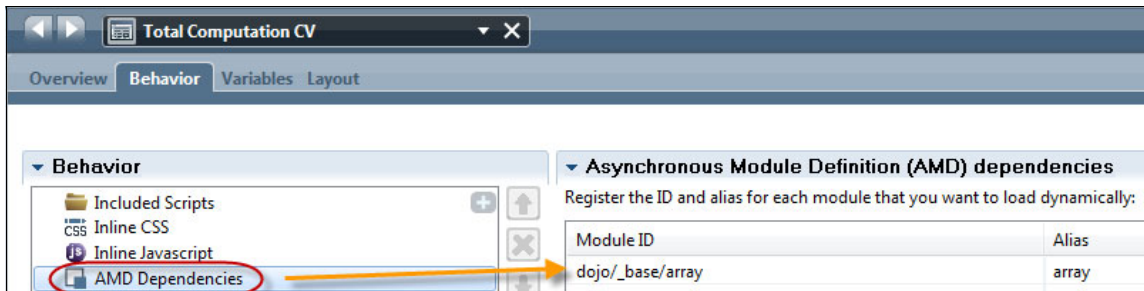 Total Computation CV
Overview Behavior Variables Layout
Behavior
Included Scripts
CSS Inline CSS
JS Inline Javascript
AMD Dependencies
Asynchronous Module Definition (AMD) dependencies
Register the ID and alias for each module that you want to load dynamically:
Module ID Alias
dojo/_base/array array